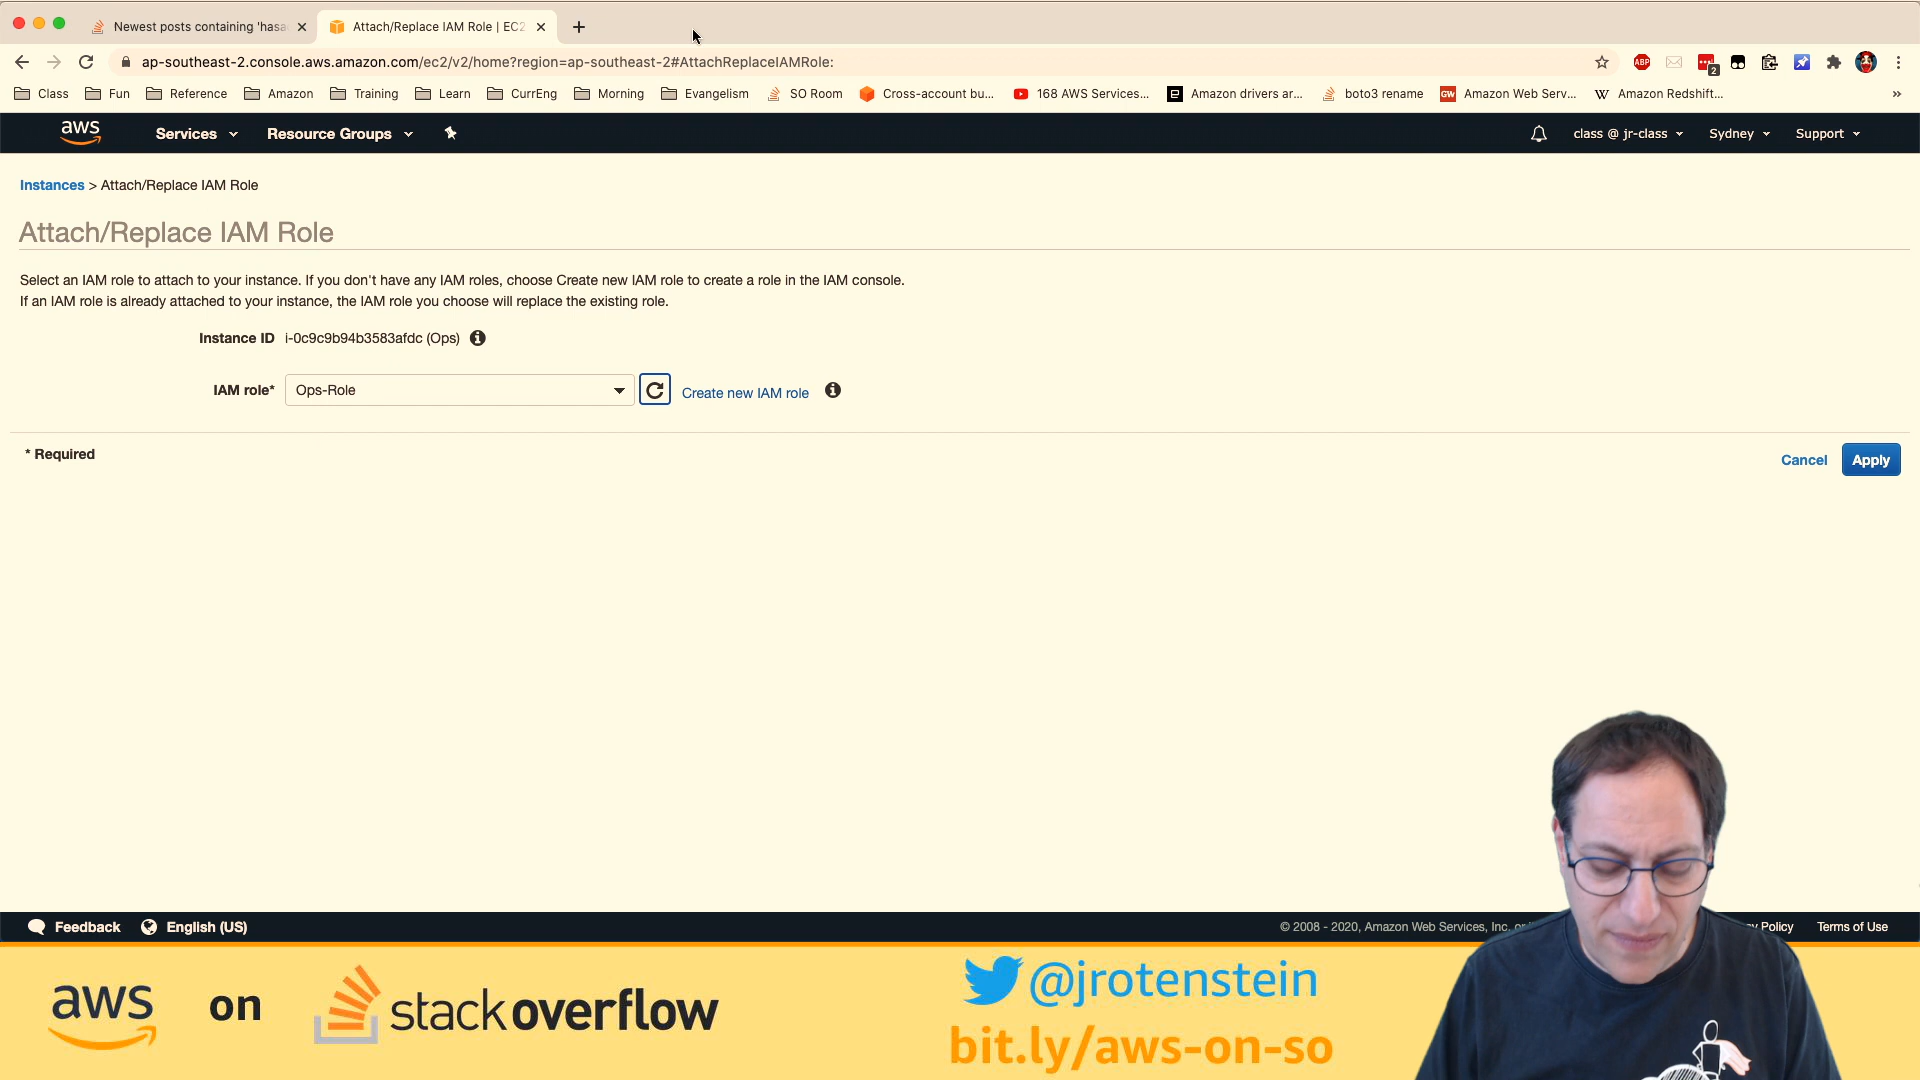 Newest posts containing 'hasa
Attach/Replace IAM Role | EC2
ap-southeast-2.console.aws.amazon.com/ec2/v2/home?region=ap-southeast-2#AttachReplaceIAMRole:
ABP
2
Class
Fun
Reference
Amazon
Training
Learn
CurrEng
Morning
Evangelism
SO Room
Cross-account bu...
168 AWS Services...
Amazon drivers ar...
boto3 rename
GW
Amazon Web Serv...
W
Amazon Redshift...
»
aws
Services
Resource Groups
class @ jr-class
Sydney
Support
Instances > Attach/Replace IAM Role
Attach/Replace IAM Role
Select an IAM role to attach to your instance. If you don't have any IAM roles, choose Create new IAM role to create a role in the IAM console.
If an IAM role is already attached to your instance, the IAM role you choose will replace the existing role.
Instance ID i-0c9c9b94b3583afdc (Ops)
IAM role* Ops-Role Create new IAM role
* Required
Cancel Apply
Feedback English (US)
© 2008 - 2020, Amazon Web Services, Inc. or
Policy Terms of Use
aws on stackoverflow
@jrotenstein
bit.ly/aws-on-so